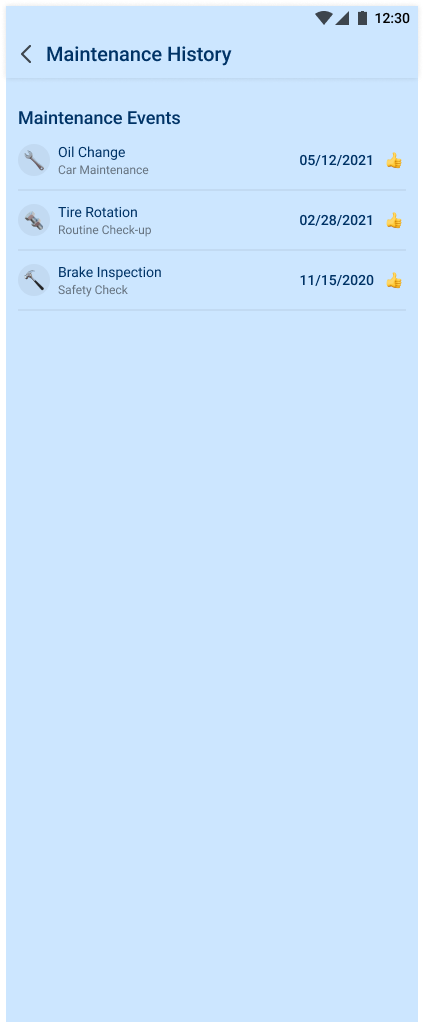 12:30
Maintenance History
Maintenance Events
Oil Change
Car Maintenance
05/12/2021 👍
Tire Rotation
Routine Check-up
02/28/2021 👍
Brake Inspection
Safety Check
11/15/2020 👍